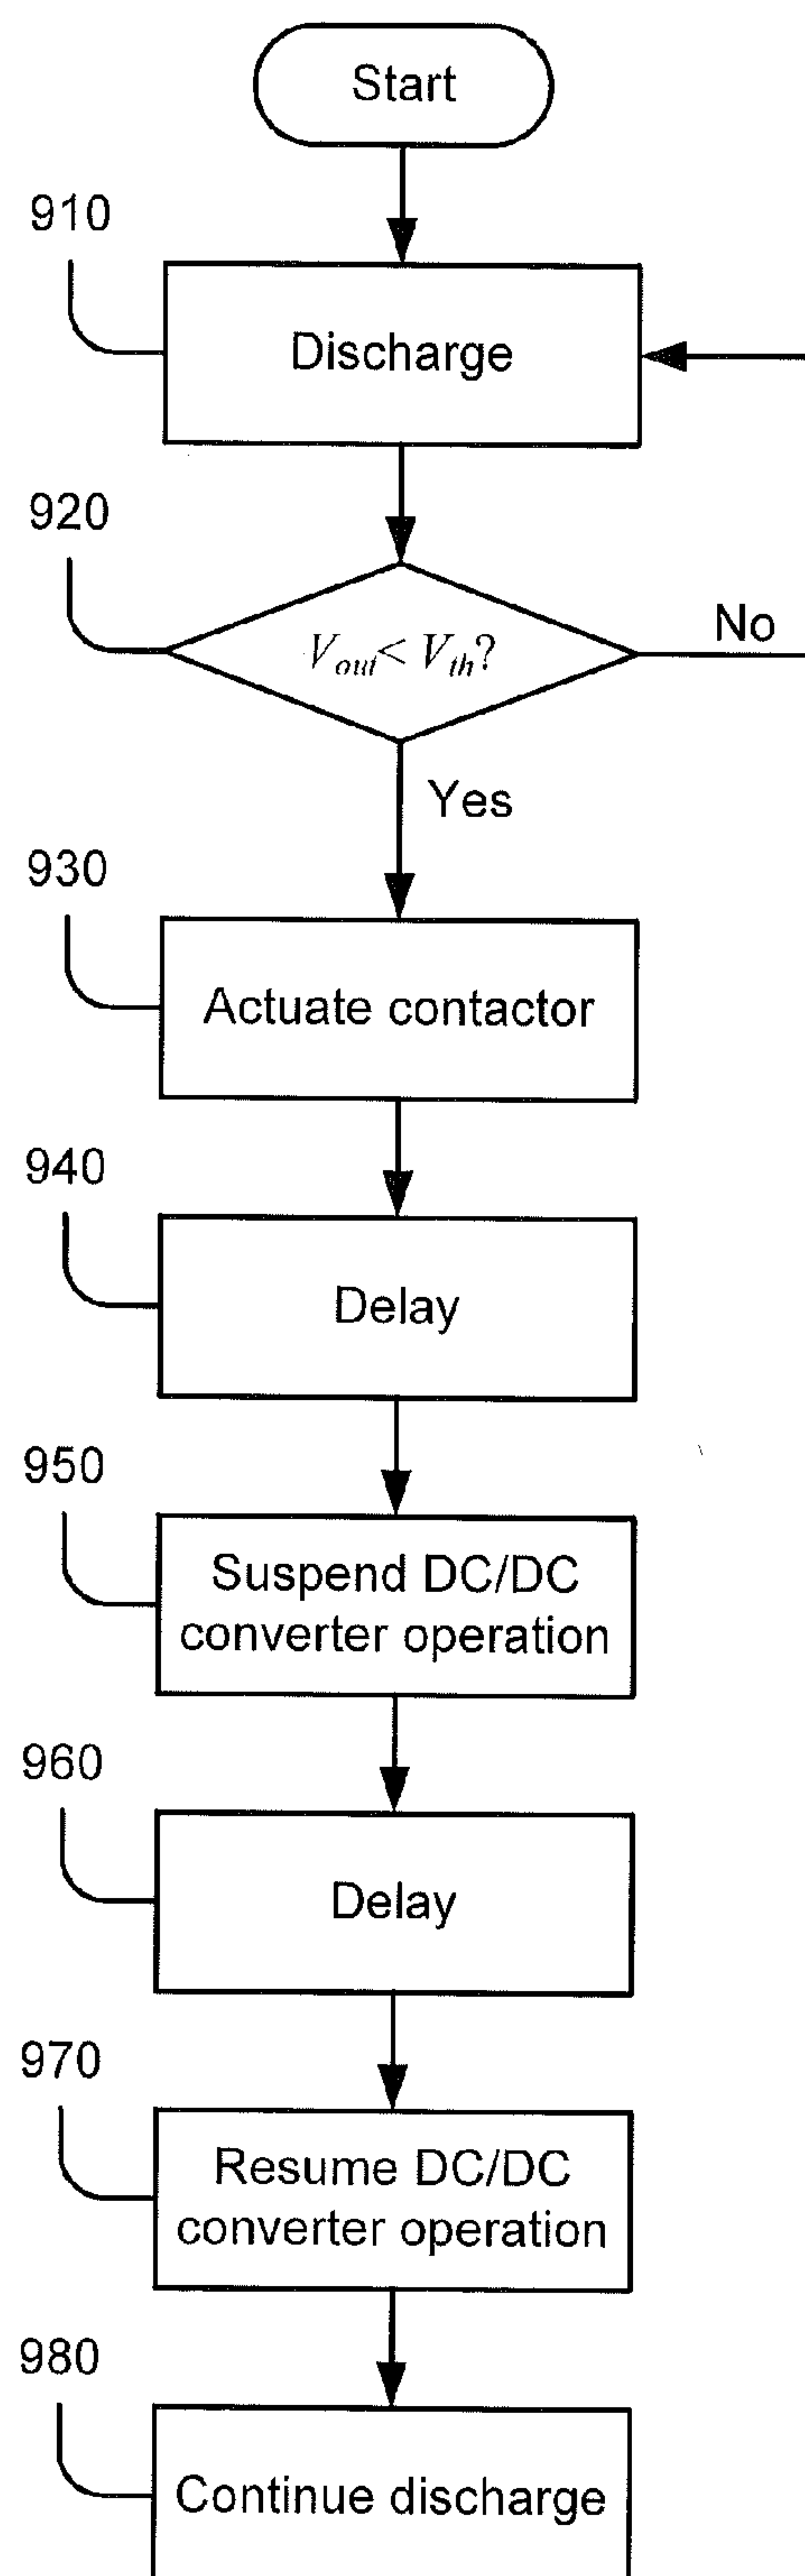 Start
910
Discharge
920
Vout< Vth?
No
Yes
930
Actuate contactor
940
Delay
950
Suspend DC/DC
converter operation
960
Delay
970
Resume DC/DC
converter operation
980
Continue discharge